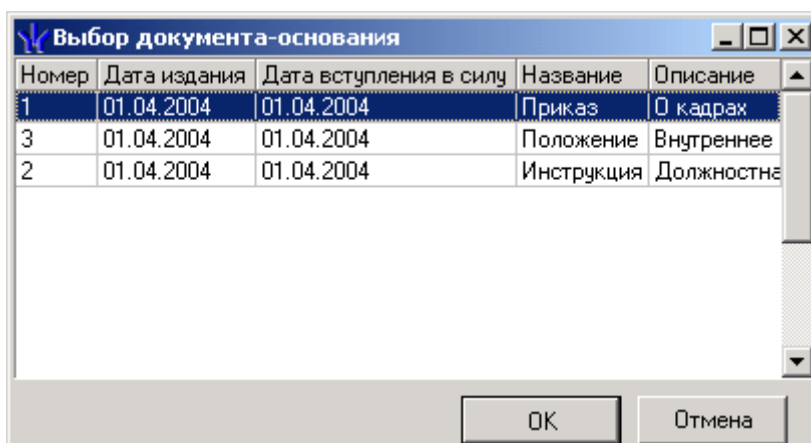 Выбор документа-основания
Номер Дата издания Дата вступления в силу Название Описание
1 01.04.2004 01.04.2004 Приказ О кадрах
3 01.04.2004 01.04.2004 Положение Внутреннее
2 01.04.2004 01.04.2004 Инструкция Должностна
OK Отмена